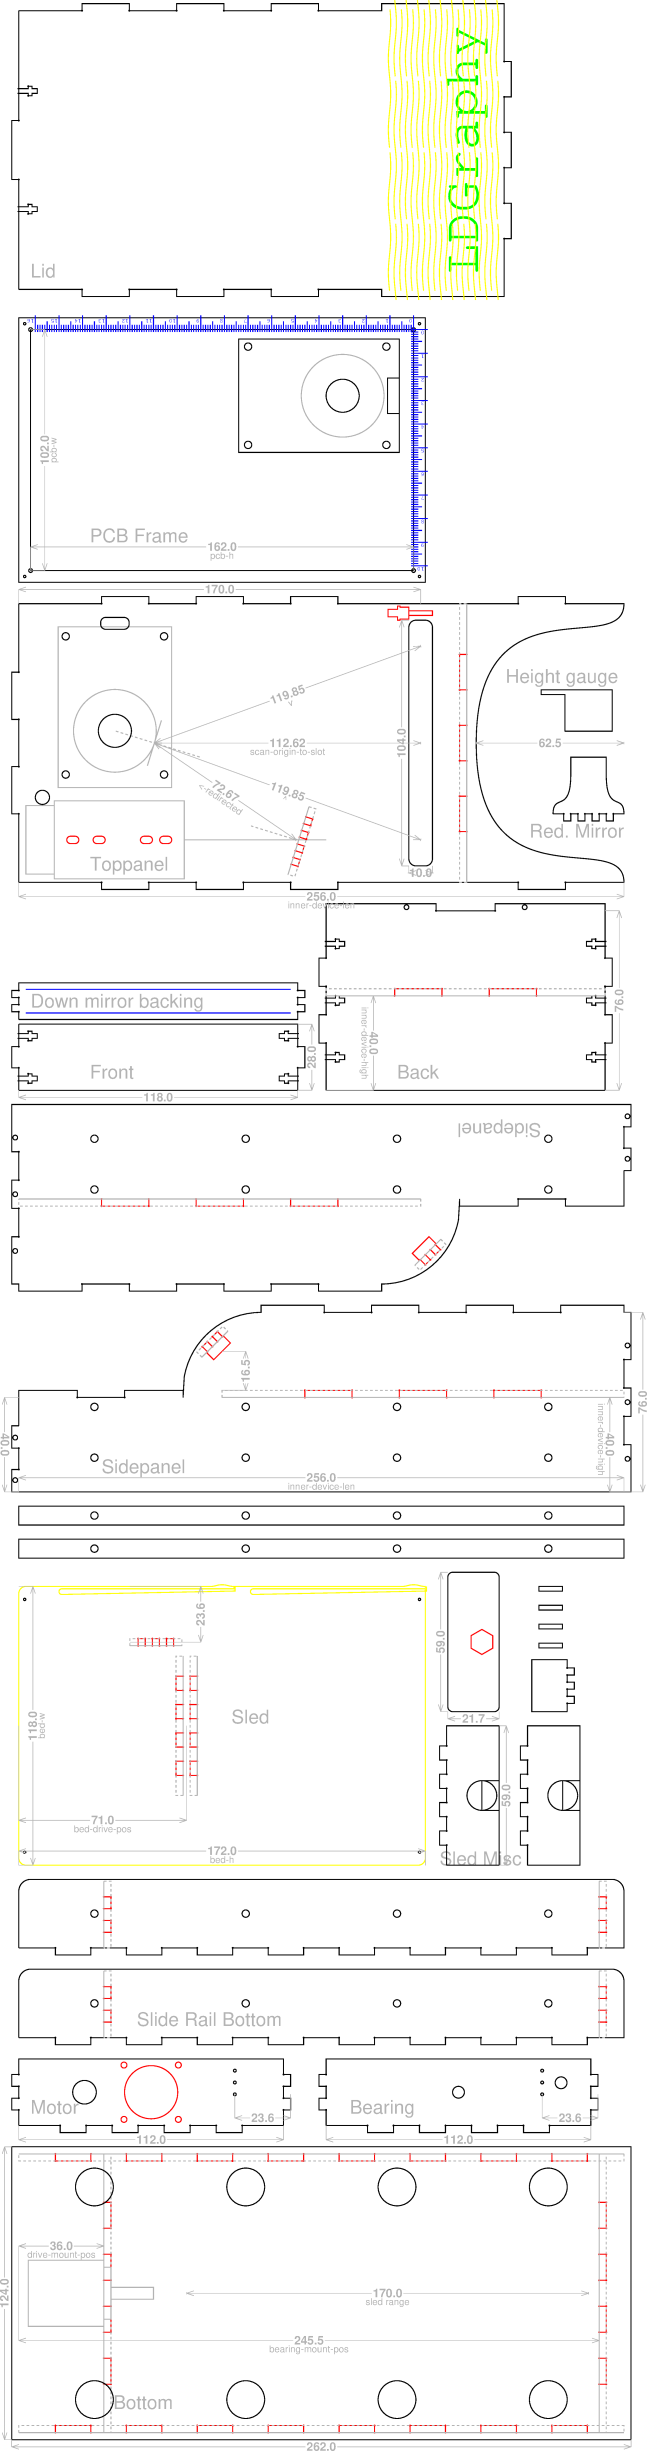 LDGraphy
Lid
102.0
pcb-w
PCB Frame
162.0
pcb-h
170.0
119.85
112.62
scan-origin-to-slot
119.85
72.67
<-redirected
104.0
10.0
Height gauge
62.5
Red. Mirror
Toppanel
256.0
inner-device-len
Down mirror backing
Front
28.0
118.0
40.0
inner-device-high
76.0
Back
Sidepanel
16.5
40.0
40.0
inner-device-high
76.0
Sidepanel
256.0
inner-device-len
23.6
118.0
bed-w
Sled
71.0
bed-drive-pos
172.0
bed-h
59.0
21.7
59.0
Sled Misc
Slide Rail Bottom
Motor
23.6
112.0
Bearing
23.6
112.0
36.0
drive-mount-pos
124.0
170.0
sled range
245.5
bearing-mount-pos
Bottom
262.0